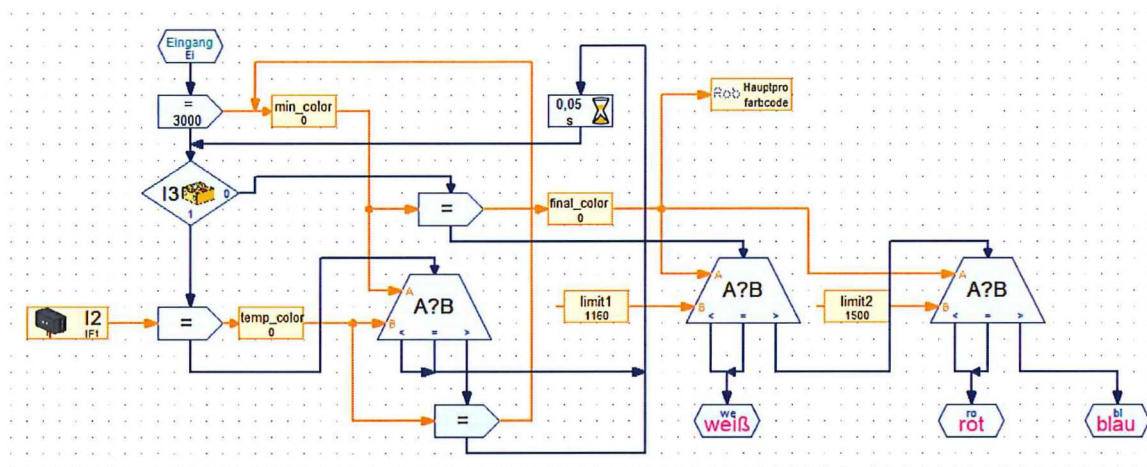 Eingang
Ei
=
3000
min_color
0
0,05
s
Rob Hauptpro
farbcode
I3
0
1
=
final_color
0
I2
IF1
=
temp_color
0
A?B
A
B
< = >
limit1
1160
A?B
A
B
< = >
limit2
1500
A?B
A
B
< = >
=
we
weiß
ro
rot
bl
blau